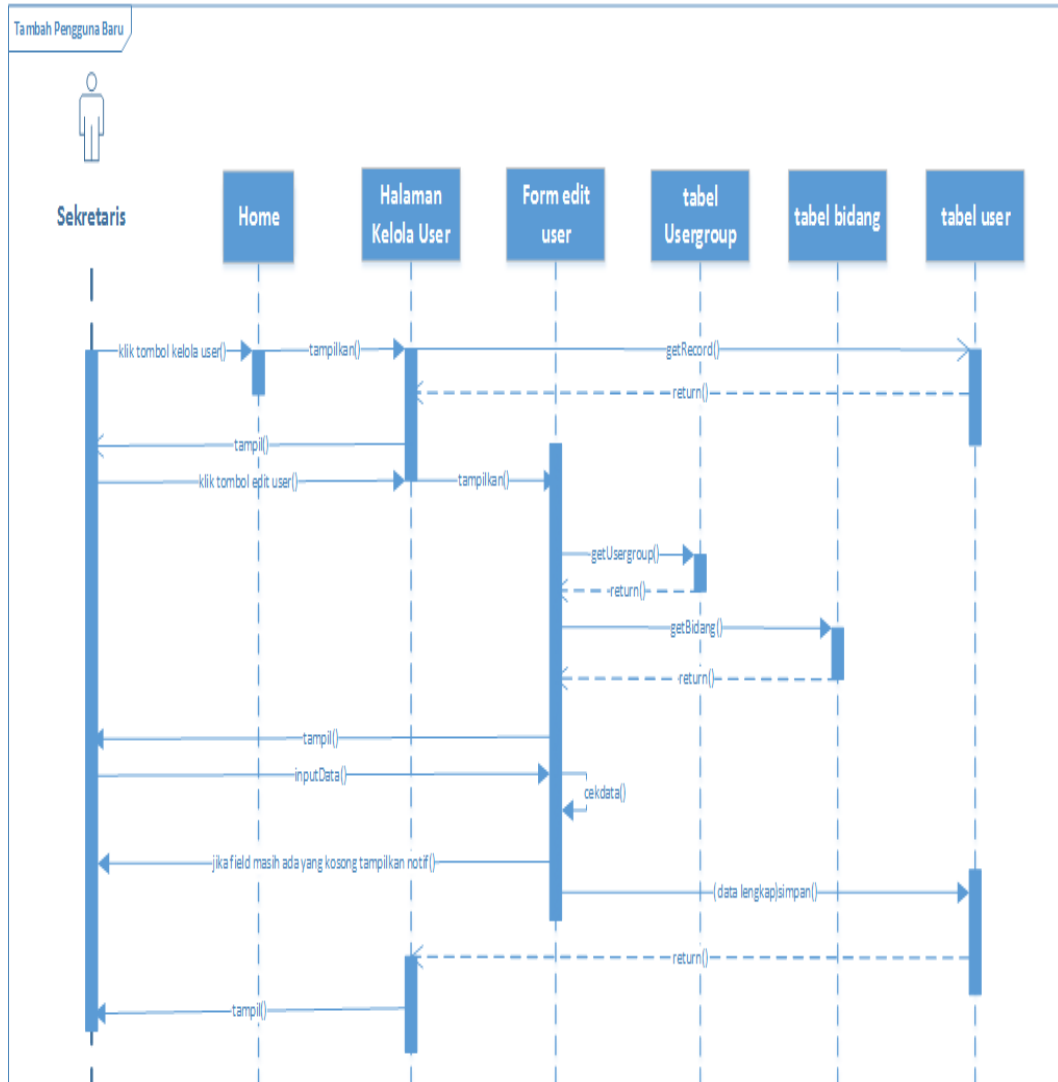 Tambah Pengguna Baru
Sekretaris
Home
Halaman
Kelola User
Form edit
user
tabel
Usergroup
tabel bidang
tabel user
klik tombol kelola user()
tampilkan()
getRecord()
return()
tampil()
klik tombol edit user()
tampilkan()
getUsergroup()
return()
getBidang()
return()
tampil()
inputData()
cekdata()
jika field masih ada yang kosong tampilkan notif()
(data lengkap)simpan()
return()
tampil()